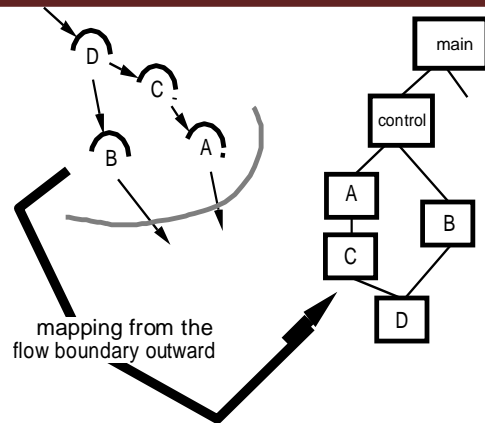 D
C
B
A
mapping from the
flow boundary outward
main
control
A
B
C
D